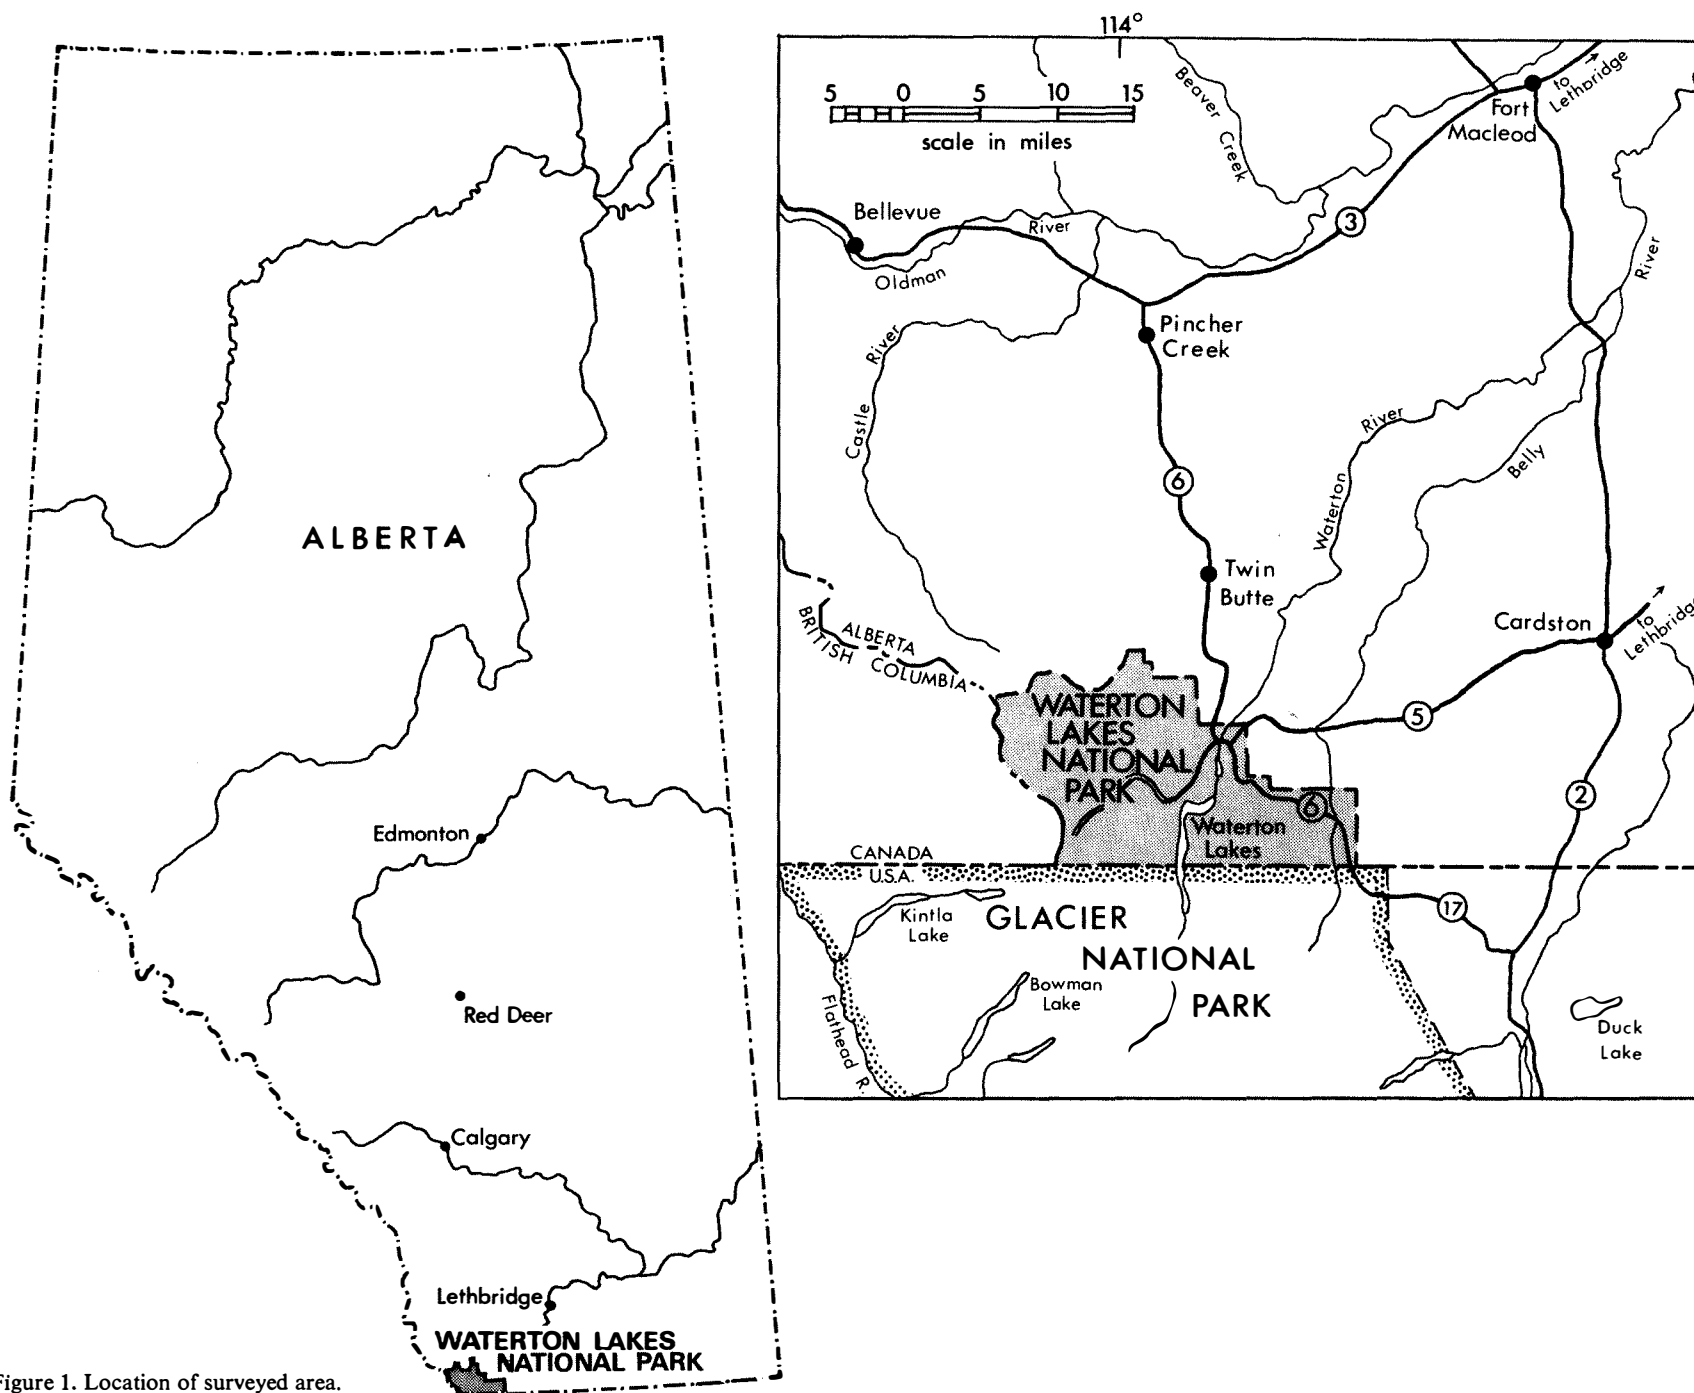 114°
5 0 5 10 15
scale in miles
Beaver Creek
to
Lethbridge
Fort
Macleod
Bellevue
River
Oldman
3
River
Pincher
Creek
River
Castle
River
Waterton
Belly
6
Twin
Butte
ALBERTA
BRITISH COLUMBIA
Cardston
to
Lethbridge
WATERTON
LAKES
NATIONAL
PARK
5
2
6
Waterton
Lakes
CANADA
U.S.A.
Kintla
Lake
GLACIER
NATIONAL
PARK
17
Bowman
Lake
Flathead R.
Duck
Lake
ALBERTA
Edmonton
Red Deer
Calgary
Lethbridge
WATERTON LAKES
NATIONAL PARK
igure 1. Location of surveyed area.